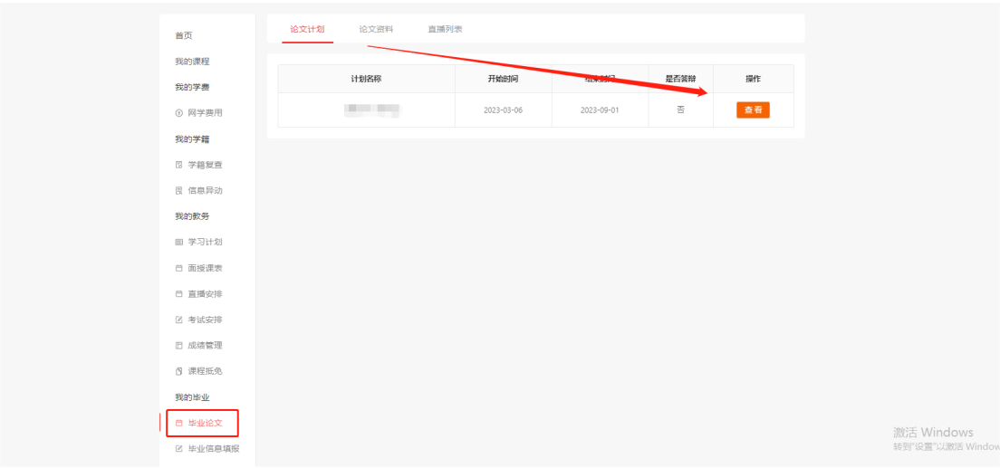 首页
我的课程
我的学费
网学费用
我的学籍
学籍复查
信息异动
我的教务
学习计划
面授课表
直播安排
考试安排
成绩管理
课程抵免
我的毕业
毕业论文
毕业信息填报
论文计划 论文资料 直播列表
计划名称 开始时间 结束时间 是否答辩 操作
2023-03-06 2023-09-01 否 查看
激活 Windows
转到"设置"以激活 Window